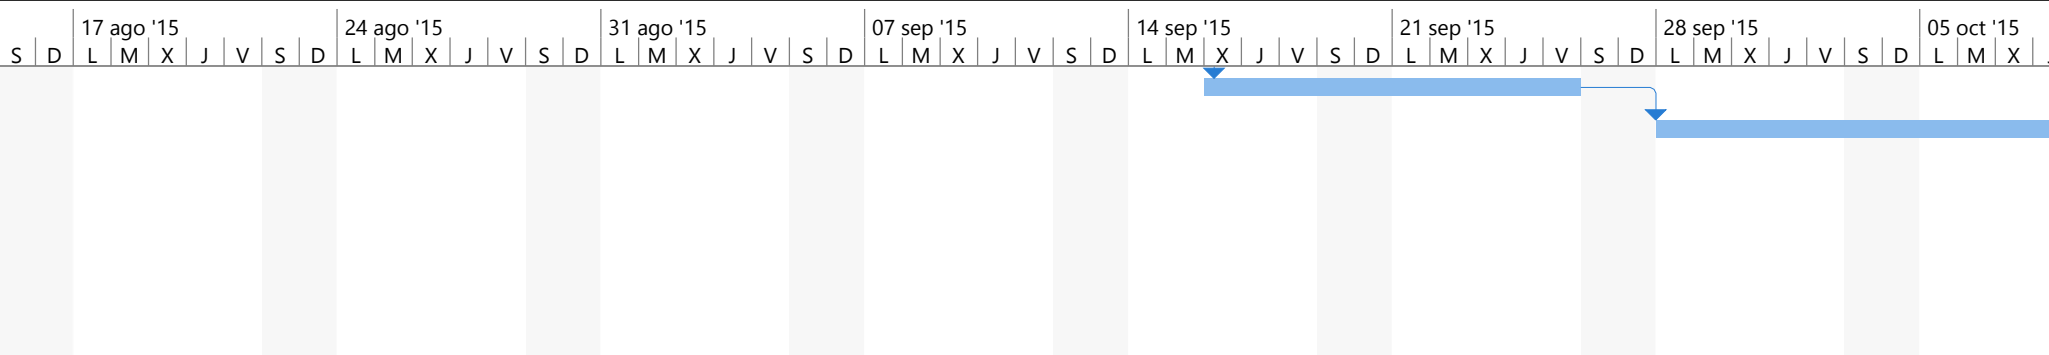 17 ago '15 24 ago '15 31 ago '15 07 sep '15 14 sep '15 21 sep '15 28 sep '15 05 oct '15
S D L M X J V S D L M X J V S D L M X J V S D L M X J V S D L M X J V S D L M X J V S D L M X J V S D L M X